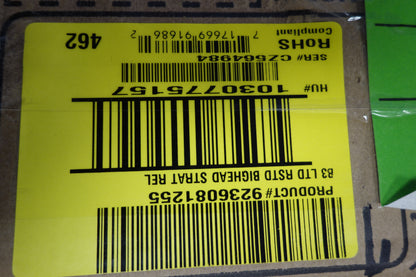 PRODUCT# 9236081255
83 LTD RSTD BIGHEAD STRAT REL
HU# 1030775157
SER# CZ564984
RoHS
Compliant
7 17669 91686 2
462